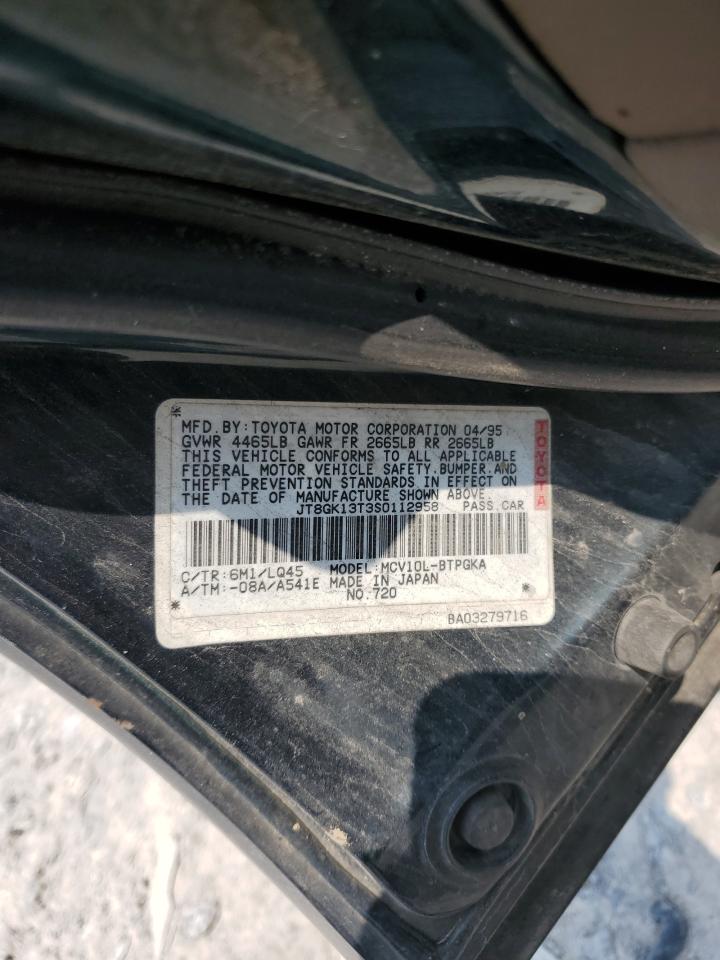 MFD. BY: TOYOTA MOTOR CORPORATION 04/95
GVWR 4465LB GAWR FR 2665LB RR 2665LB
THIS VEHICLE CONFORMS TO ALL APPLICABLE
FEDERAL MOTOR VEHICLE SAFETY.BUMPER.AND
THEFT PREVENTION STANDARDS IN EFFECT ON
THE DATE OF MANUFACTURE SHOWN ABOVE.
JT8GK13T3S0112958 PASS CAR
TOYOTA
C/TR:6M1/LQ45 MODEL:MCV10L-BTPGKA
A/TM:-08A/A541E MADE IN JAPAN
NO.720
BA03279716